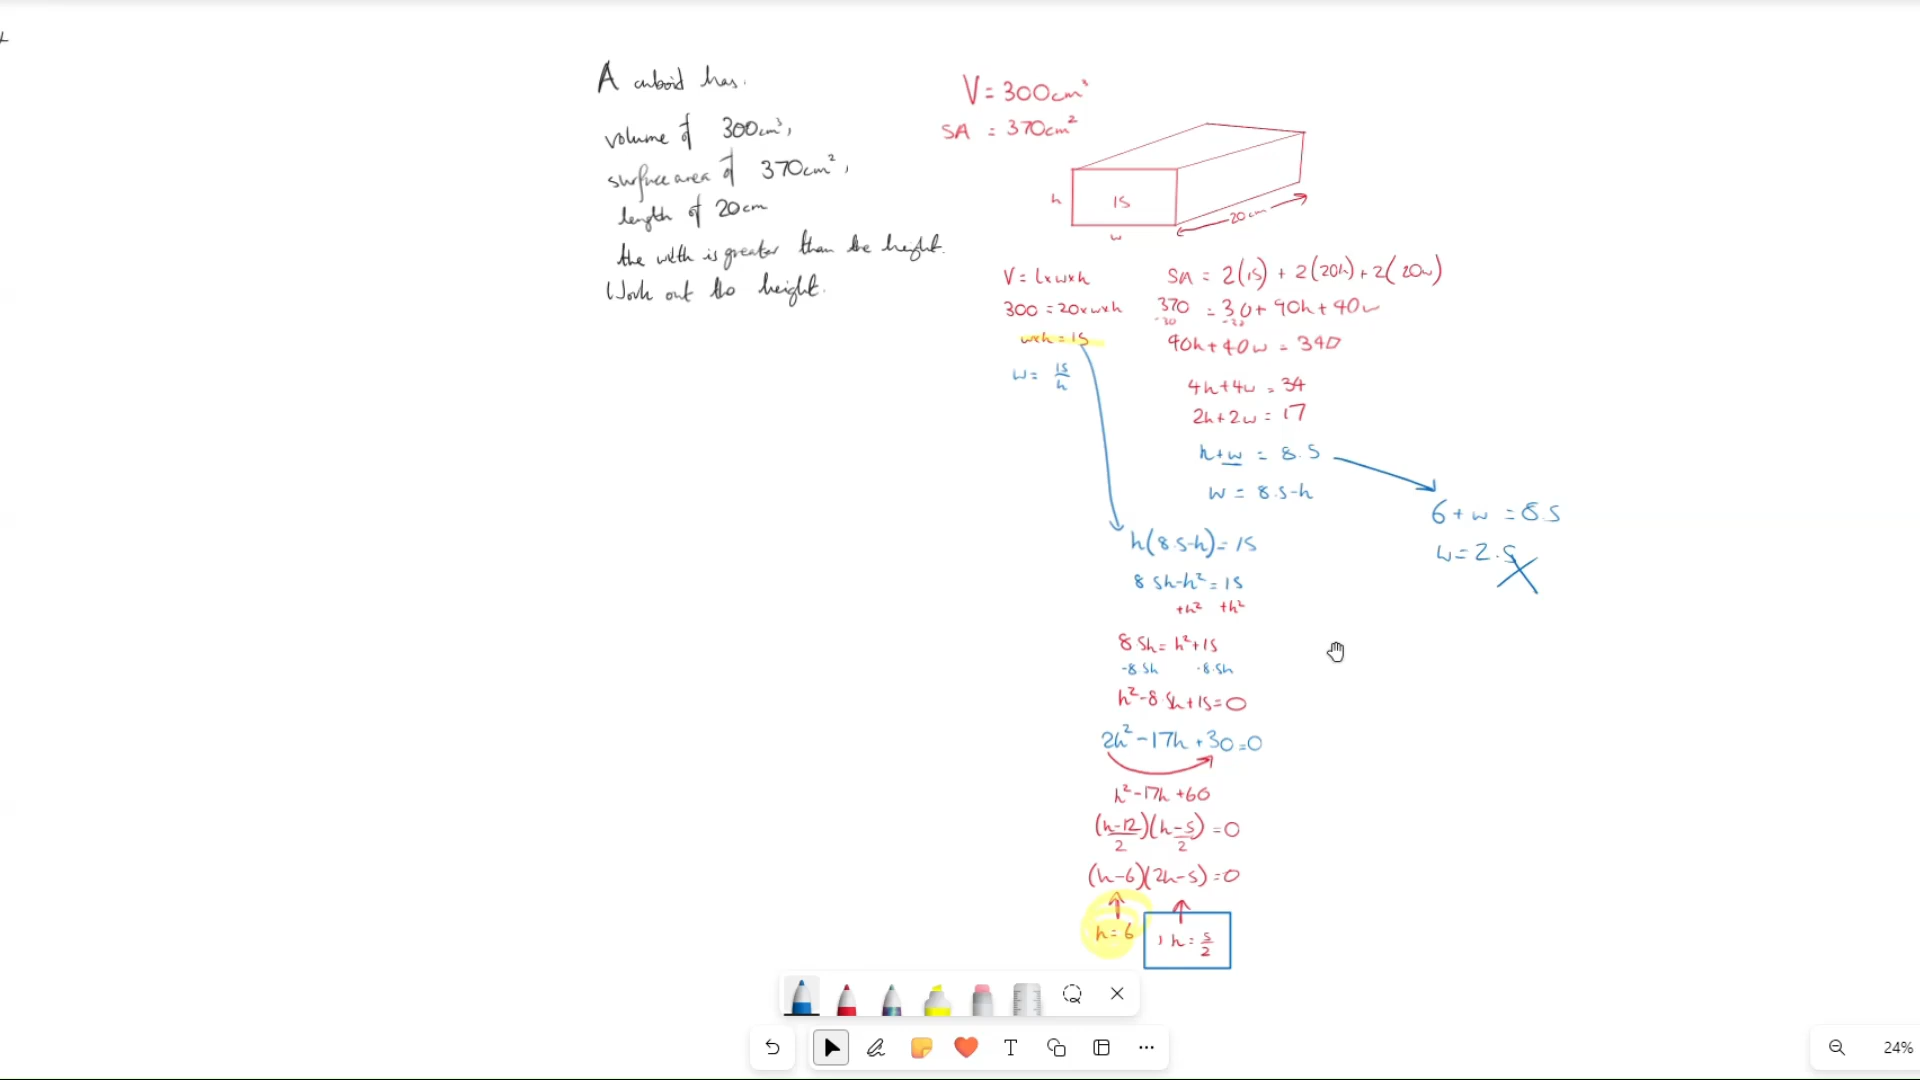 A cuboid has.
volume of 300cm³,
surface area of 370cm²,
length of 20cm
the width is greater than the height.
Work out the height.
V = 300cm³
SA = 370cm²
h
15
w
20cm
V = l×w×h
300 = 20×w×h
w×h = 15
w = 15/h
SA = 2(15) + 2(20h) + 2(20w)
370 = 30 + 40h + 40w
-30 -30
40h + 40w = 340
4h + 4w = 34
2h + 2w = 17
h + w = 8.5
w = 8.5-h
6 + w = 8.5
w = 2.5
h(8.5-h) = 15
8.5h-h² = 15
+h² +h²
8.5h = h²+15
-8.5h -8.5h
h²-8.5h+15=0
2h²-17h+30=0
h²-17h+60
(h-12)/2 (h-5)/2 =0
(h-6)(2h-5)=0
h=6 , h = 5/2
T
24%